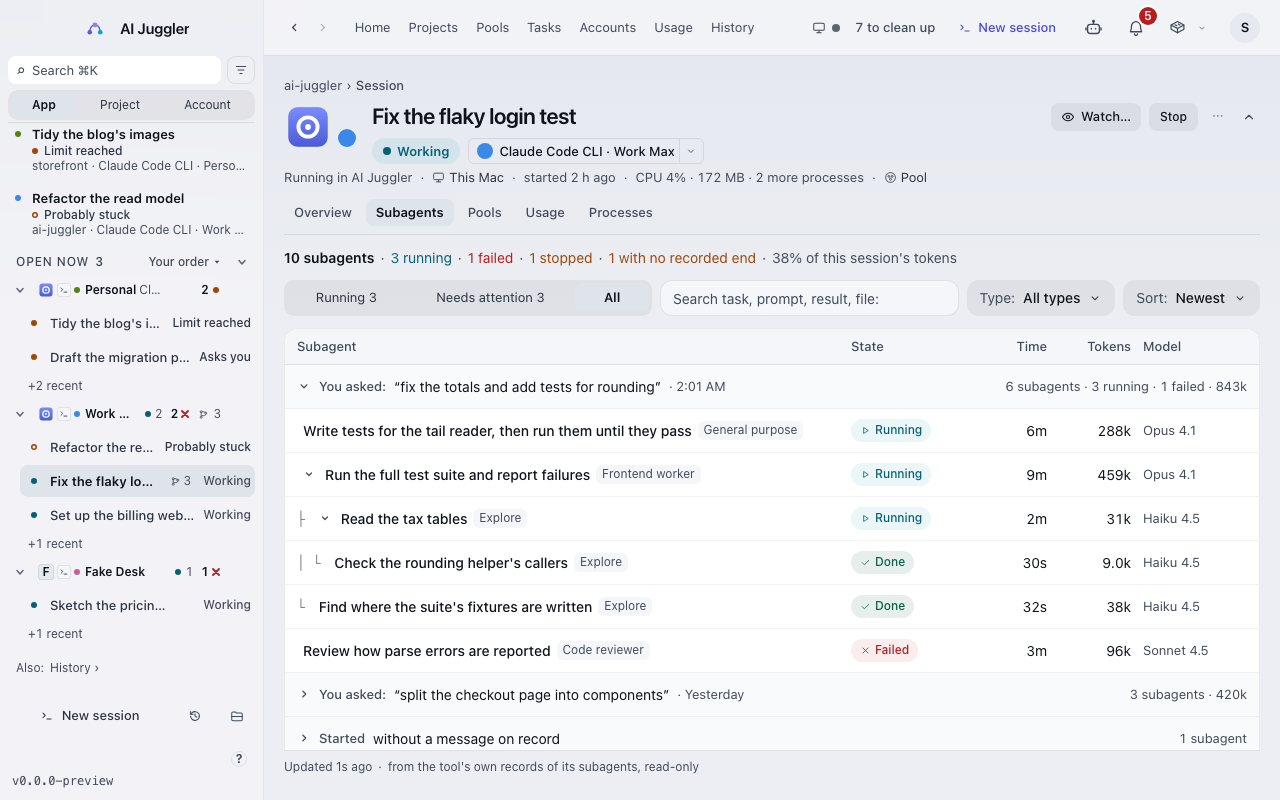 AI Juggler
Search ⌘K
App Project Account
Tidy the blog's images
Limit reached
storefront · Claude Code CLI · Perso...
Refactor the read model
Probably stuck
ai-juggler · Claude Code CLI · Work ...
OPEN NOW 3 Your order
Personal Cl... 2
Tidy the blog's i... Limit reached
Draft the migration p... Asks you
+2 recent
Work ... 2 2 3
Refactor the re... Probably stuck
Fix the flaky lo... 3 Working
Set up the billing web... Working
+1 recent
F Fake Desk 1 1
Sketch the pricin... Working
+1 recent
Also: History ›
New session
?
v0.0.0-preview
Home Projects Pools Tasks Accounts Usage History
7 to clean up
New session
5
S
ai-juggler › Session
Fix the flaky login test
Watch... Stop ...
Working Claude Code CLI · Work Max
Running in AI Juggler · This Mac · started 2 h ago · CPU 4% · 172 MB · 2 more processes · Pool
Overview Subagents Pools Usage Processes
10 subagents · 3 running · 1 failed · 1 stopped · 1 with no recorded end · 38% of this session's tokens
Running 3 Needs attention 3 All
Search task, prompt, result, file:
Type: All types
Sort: Newest
Subagent State Time Tokens Model
You asked: “fix the totals and add tests for rounding” · 2:01 AM 6 subagents · 3 running · 1 failed · 843k
Write tests for the tail reader, then run them until they pass General purpose Running 6m 288k Opus 4.1
Run the full test suite and report failures Frontend worker Running 9m 459k Opus 4.1
Read the tax tables Explore Running 2m 31k Haiku 4.5
Check the rounding helper's callers Explore Done 30s 9.0k Haiku 4.5
Find where the suite's fixtures are written Explore Done 32s 38k Haiku 4.5
Review how parse errors are reported Code reviewer Failed 3m 96k Sonnet 4.5
You asked: “split the checkout page into components” · Yesterday 3 subagents · 420k
Started without a message on record 1 subagent
Updated 1s ago · from the tool's own records of its subagents, read-only